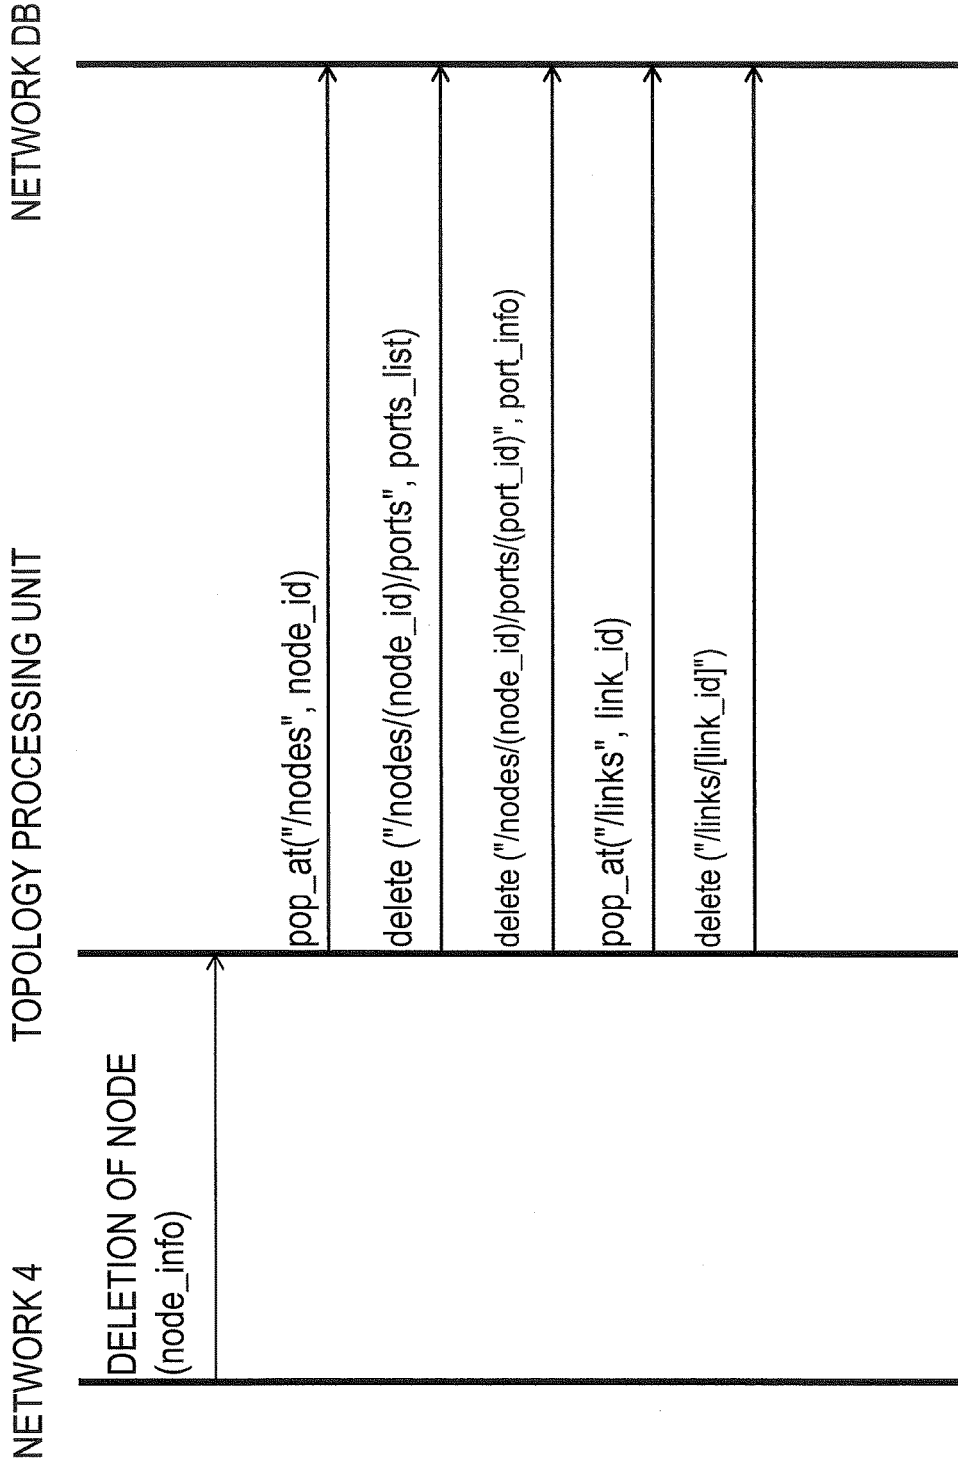 NETWORK 4
TOPOLOGY PROCESSING UNIT
NETWORK DB
DELETION OF NODE
(node_info)
pop_at("/nodes", node_id)
delete ("/nodes/(node_id)/ports", ports_list)
delete ("/nodes/(node_id)/ports/(port_id)", port_info)
pop_at("/links", link_id)
delete ("/links/[link_id]")